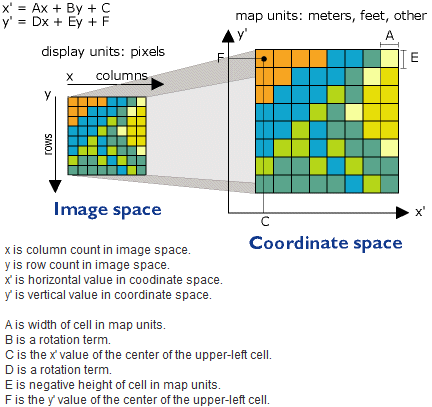 x' = Ax + By + C
y' = Dx + Ey + F
map units: meters, feet, other
display units: pixels
x columns
y
rows
Image space
y'
A
F
E
C
x'
Coordinate space
x is column count in image space.
y is row count in image space.
x' is horizontal value in coodinate space.
y' is vertical value in coordinate space.
A is width of cell in map units.
B is a rotation term.
C is the x' value of the center of the upper-left cell.
D is a rotation term.
E is negative height of cell in map units.
F is the y' value of the center of the upper-left cell.